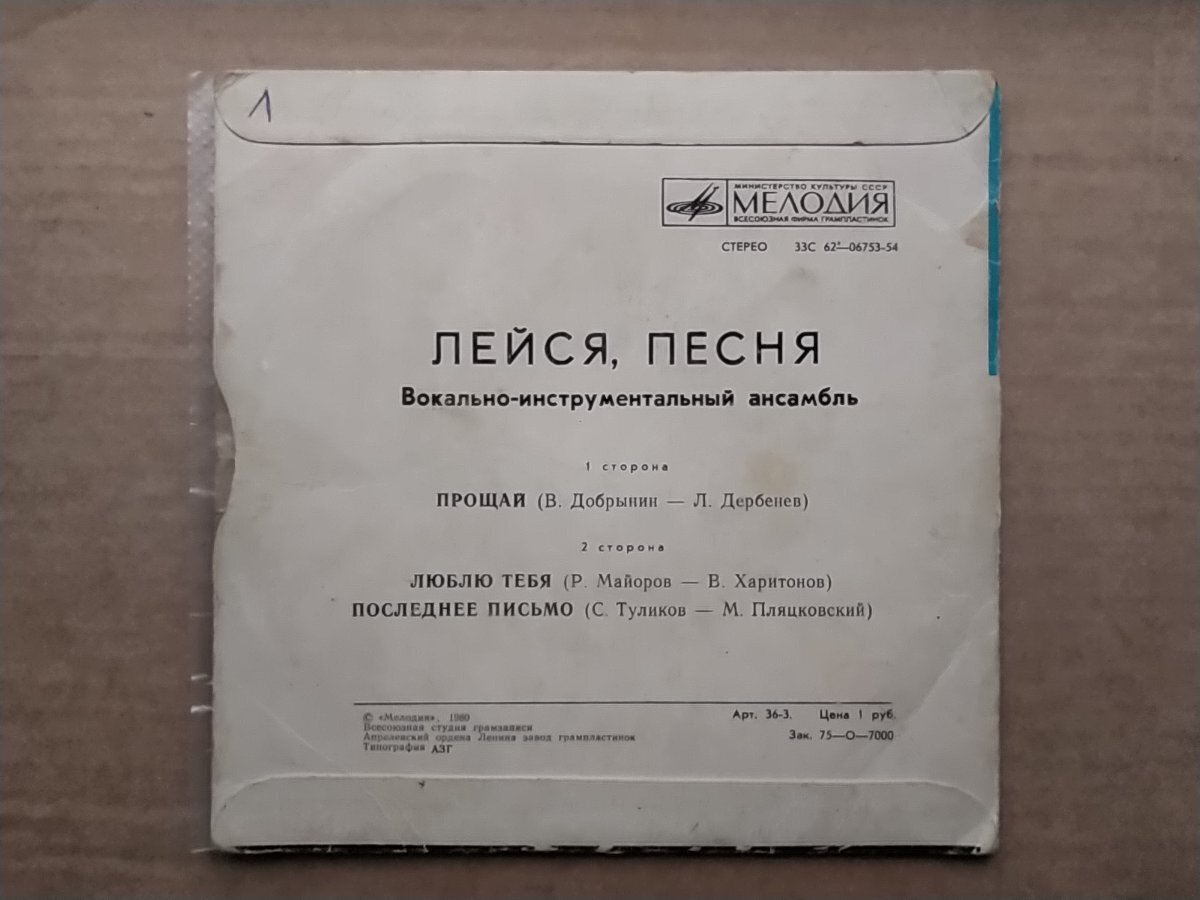 1
МИНИСТЕРСТВО КУЛЬТУРЫ СССР
МЕЛОДИЯ
ВСЕСОЮЗНАЯ ФИРМА ГРАМПЛАСТИНОК
СТЕРЕО 33С 62—06753-54
ЛЕЙСЯ, ПЕСНЯ
Вокально-инструментальный ансамбль
1 сторона
ПРОЩАЙ (В. Добрынин — Л. Дербенев)
2 сторона
ЛЮБЛЮ ТЕБЯ (Р. Майоров — В. Харитонов)
ПОСЛЕДНЕЕ ПИСЬМО (С. Туликов — М. Пляцковский)
© «Мелодия», 1980
Всесоюзная студия грамзаписи
Апрелевский ордена Ленина завод грампластинок
Типография АЗГ
Арт. 36-3. Цена 1 руб.
Зак. 75—О—7000